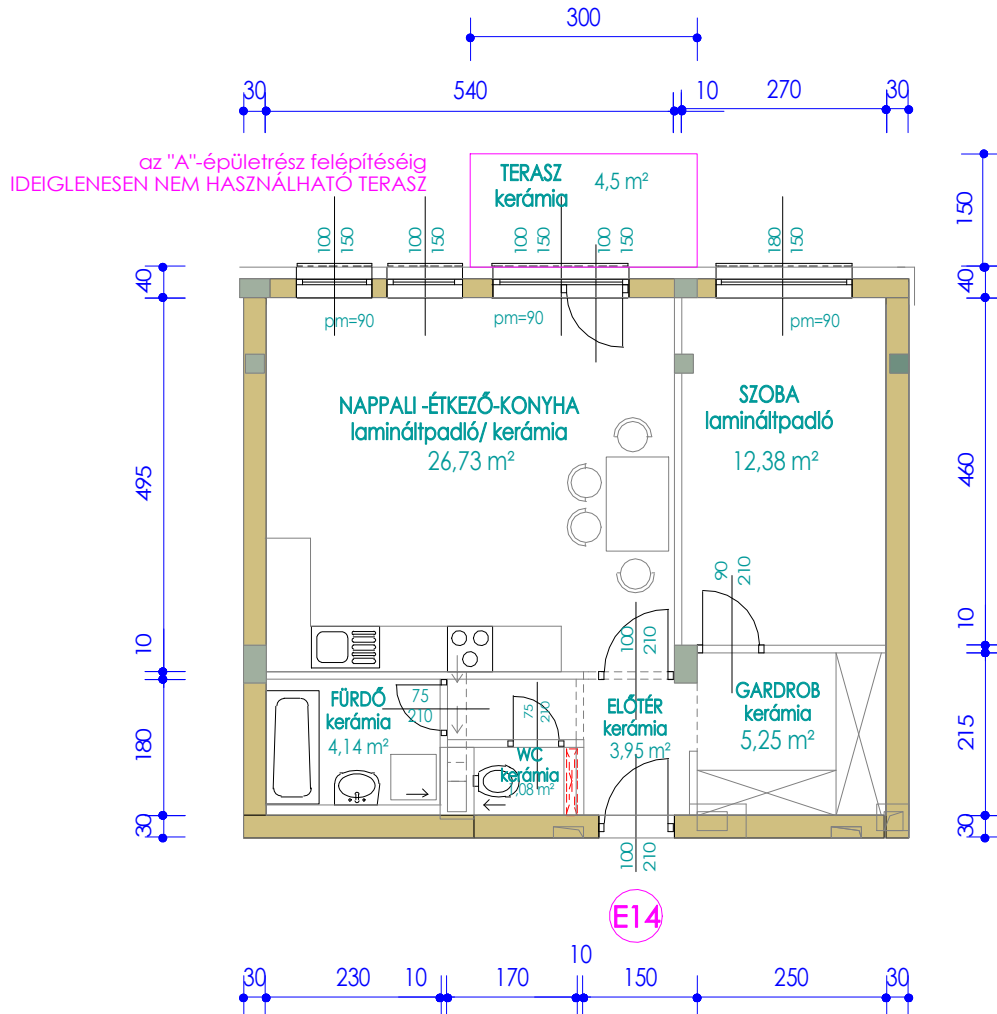 300
30
540
10
270
30
az "A"-épületrész felépítéséig
IDEIGLENESEN NEM HASZNÁLHATÓ TERASZ
TERASZ
kerámia
4,5 m²
150
100
150
100
150
100
150
100
150
180
150
40
40
pm=90
pm=90
pm=90
NAPPALI -ÉTKEZŐ-KONYHA
lamináltpadló/ kerámia
26,73 m²
SZOBA
lamináltpadló
12,38 m²
495
460
90
210
100
210
10
10
FÜRDŐ
kerámia
4,14 m²
75
210
75
210
WC
kerámia
1,08 m²
ELŐTÉR
kerámia
3,95 m²
GARDROB
kerámia
5,25 m²
180
215
30
30
100
210
E14
30
230
10
170
10
150
250
30